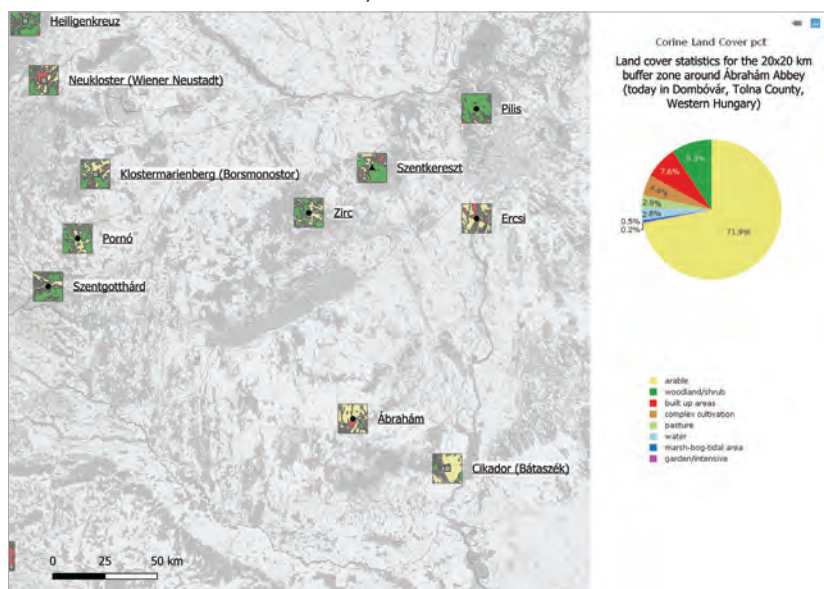 Heiligenkreuz
Neukloster (Wiener Neustadt)
Pilis
Klostermarienberg (Borsmonostor)
Szentkereszt
Zirc
Ercsi
Pornó
Szentgotthárd
Ábrahám
Cikador (Bátaszék)
0 25 50 km
Corine Land Cover pct
Land cover statistics for the 20x20 km
buffer zone around Ábrahám Abbey
(today in Dombóvár, Tolna County,
Western Hungary)
9.3%
7.6%
2.9%
2.8%
0.5%
0.2%
71.9%
arable
woodland/shrub
built up areas
complex cultivation
pasture
water
marsh-bog-tidal area
garden/intensive